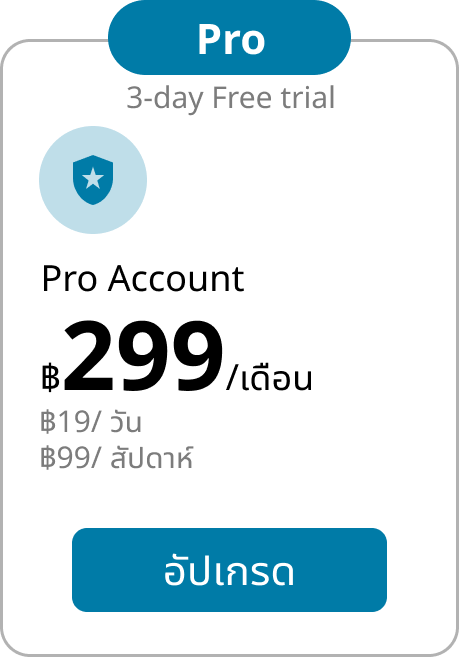 Pro
3-day Free trial
Pro Account
฿299/เดือน
฿19/ วัน
฿99/ สัปดาห์
อัปเกรด